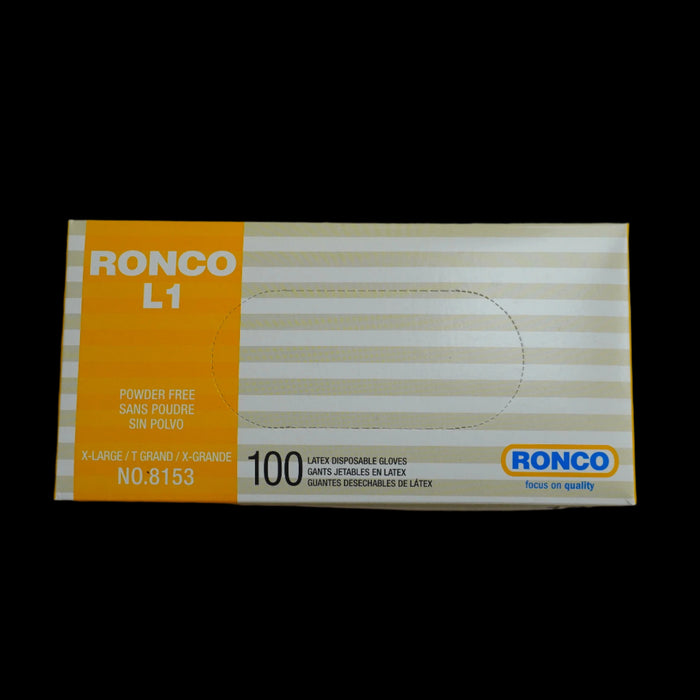 RONCO
L1
POWDER FREE
SANS POUDRE
SIN POLVO
X-LARGE / T GRAND / X-GRANDE
NO.8153
100
LATEX DISPOSABLE GLOVES
GANTS JETABLES EN LATEX
GUANTES DESECHABLES DE LÁTEX
RONCO
focus on quality